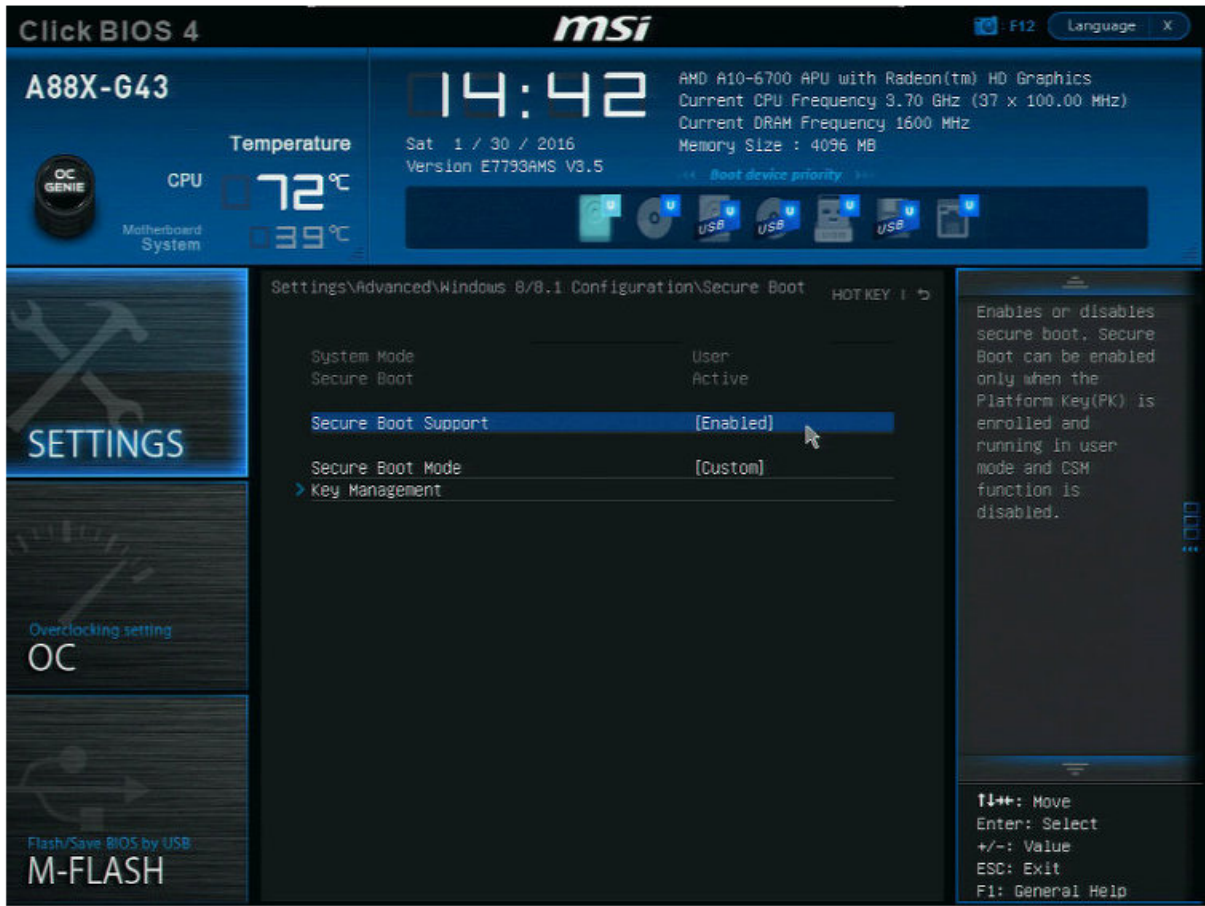 Click BIOS 4
msi
F12
Language
X
A88X-G43
14:42
AMD A10-6700 APU with Radeon(tm) HD Graphics
Current CPU Frequency 3.70 GHz (37 x 100.00 MHz)
Current DRAM Frequency 1600 MHz
Memory Size : 4096 MB
Sat 1 / 30 / 2016
Version E7793AMS V3.5
Temperature
OC
GENIE
CPU
72°C
Motherboard
System
39°C
Boot device priority
U
U
USB U
USB U
U
USB U
U
Settings\Advanced\Windows 8/8.1 Configuration\Secure Boot
HOT KEY
System Mode User
Secure Boot Active
Secure Boot Support [Enabled]
Secure Boot Mode [Custom]
> Key Management
SETTINGS
Overclocking setting
OC
Flash/Save BIOS by USB
M-FLASH
Enables or disables
secure boot. Secure
Boot can be enabled
only when the
Platform Key(PK) is
enrolled and
running in user
mode and CSM
function is
disabled.
↑↓→←: Move
Enter: Select
+/-: Value
ESC: Exit
F1: General Help